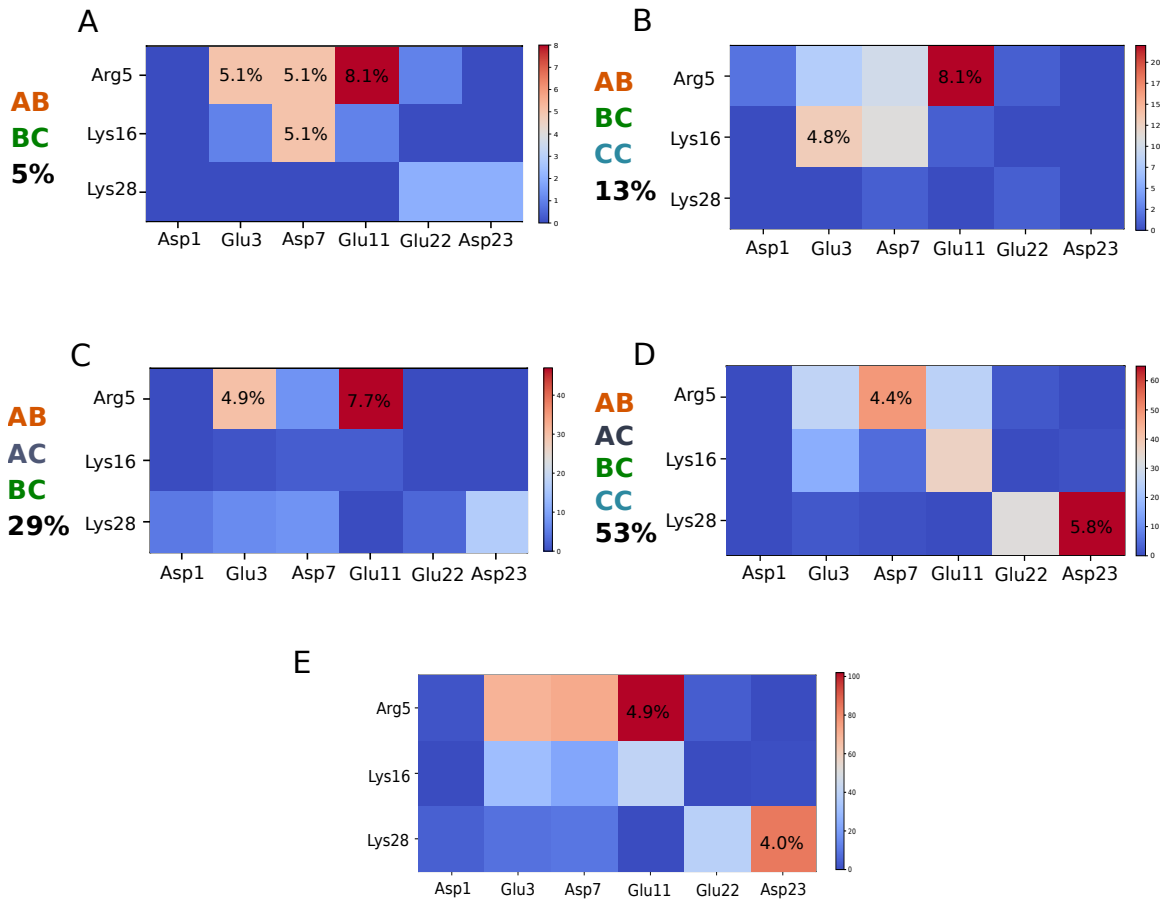 A
AB
BC
5%
Arg5
Lys16
Lys28
5.1% 5.1% 8.1%
5.1%
Asp1 Glu3 Asp7 Glu11 Glu22 Asp23
8
7
6
5
4
3
2
1
0
B
AB
BC
CC
13%
Arg5
Lys16
Lys28
8.1%
4.8%
Asp1 Glu3 Asp7 Glu11 Glu22 Asp23
20
17
15
12
10
7
5
2
0
C
AB
AC
BC
29%
Arg5
Lys16
Lys28
4.9% 7.7%
Asp1 Glu3 Asp7 Glu11 Glu22 Asp23
40
30
20
10
0
D
AB
AC
BC
CC
53%
Arg5
Lys16
Lys28
4.4%
5.8%
Asp1 Glu3 Asp7 Glu11 Glu22 Asp23
60
50
40
30
20
10
0
E
Arg5
Lys16
Lys28
4.9%
4.0%
Asp1 Glu3 Asp7 Glu11 Glu22 Asp23
100
80
60
40
20
0